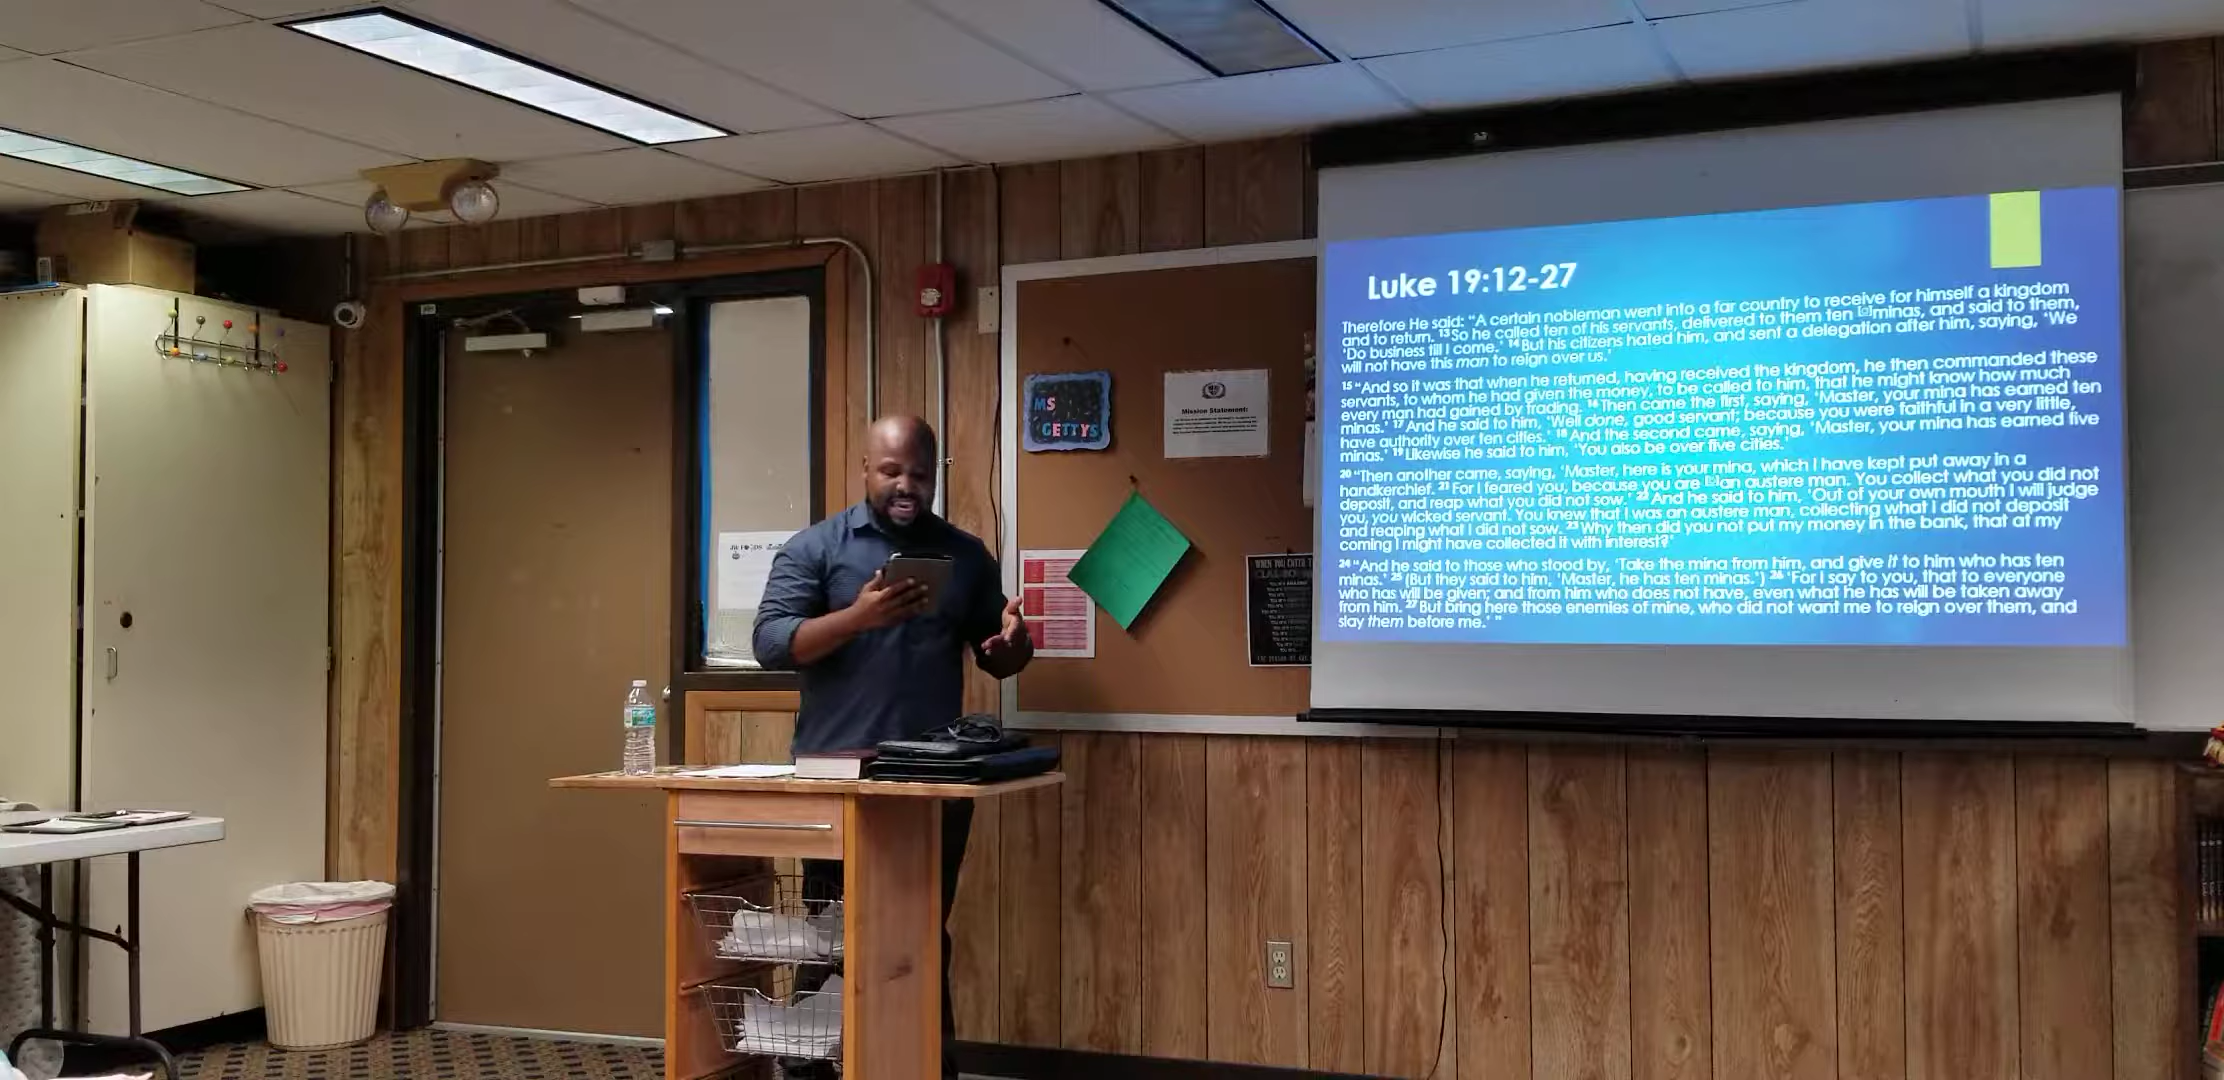 MS
GETTYS
Mission Statement:
Luke 19:12-27
Therefore He said: “A certain nobleman went into a far country to receive for himself a kingdom
and to return. 13 So he called ten of his servants, delivered to them ten [a]minas, and said to them,
‘Do business till I come.’ 14 But his citizens hated him, and sent a delegation after him, saying, ‘We
will not have this man to reign over us.’
15 “And so it was that when he returned, having received the kingdom, he then commanded these
servants, to whom he had given the money, to be called to him, that he might know how much
every man had gained by trading. 16 Then came the first, saying, ‘Master, your mina has earned ten
minas.’ 17 And he said to him, ‘Well done, good servant; because you were faithful in a very little,
have authority over ten cities.’ 18 And the second came, saying, ‘Master, your mina has earned five
minas.’ 19 Likewise he said to him, ‘You also be over five cities.’
20 “Then another came, saying, ‘Master, here is your mina, which I have kept put away in a
handkerchief. 21 For I feared you, because you are an austere man. You collect what you did not
deposit, and reap what you did not sow.’ 22 And he said to him, ‘Out of your own mouth I will judge
you, you wicked servant. You knew that I was an austere man, collecting what I did not deposit
and reaping what I did not sow. 23 Why then did you not put my money in the bank, that at my
coming I might have collected it with interest?’
24 “And he said to those who stood by, ‘Take the mina from him, and give it to him who has ten
minas.’ 25 (But they said to him, ‘Master, he has ten minas.’) 26 ‘For I say to you, that to everyone
who has will be given; and from him who does not have, even what he has will be taken away
from him. 27 But bring here those enemies of mine, who did not want me to reign over them, and
slay them before me.’ ”
WHEN YOU ENTER